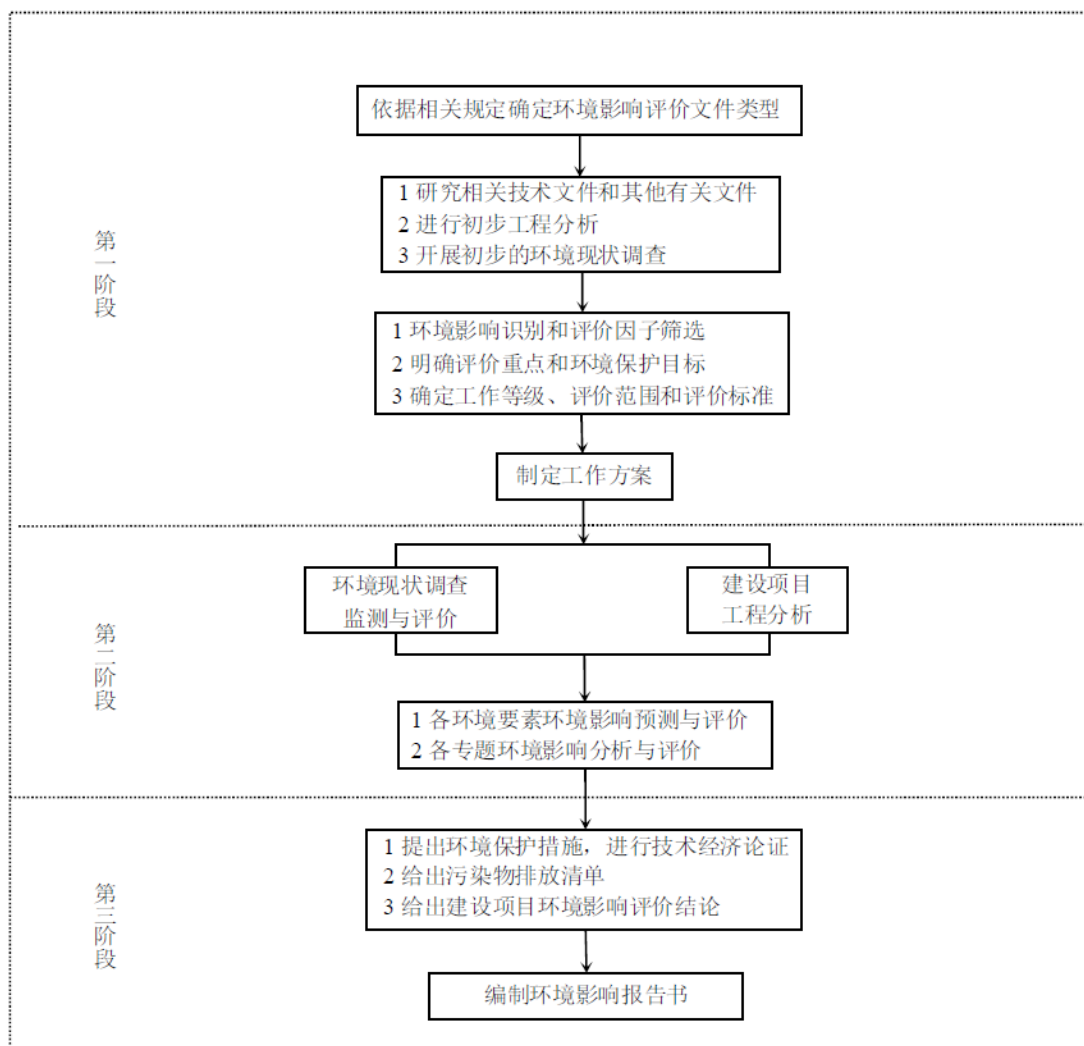 依据相关规定确定环境影响评价文件类型
1 研究相关技术文件和其他有关文件
2 进行初步工程分析
3 开展初步的环境现状调查
第一阶段
1 环境影响识别和评价因子筛选
2 明确评价重点和环境保护目标
3 确定工作等级、评价范围和评价标准
制定工作方案
环境现状调查
监测与评价
建设项目
工程分析
第二阶段
1 各环境要素环境影响预测与评价
2 各专题环境影响分析与评价
1 提出环境保护措施，进行技术经济论证
2 给出污染物排放清单
3 给出建设项目环境影响评价结论
第三阶段
编制环境影响报告书